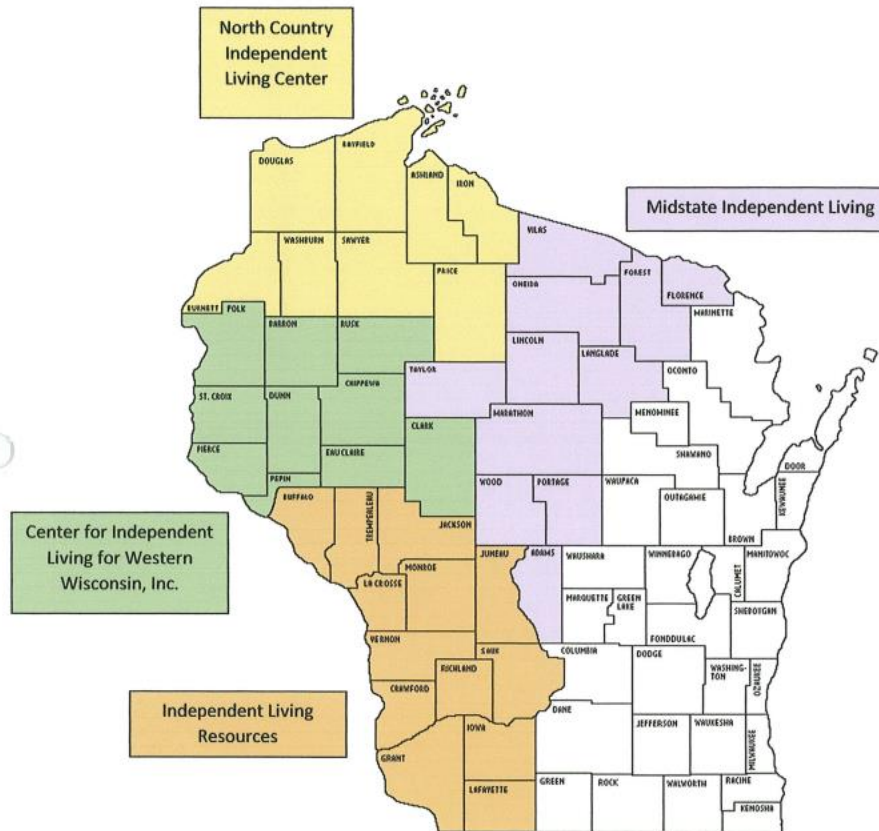 North Country
Independent
Living Center
BAYFIELD
DOUGLAS
ASHLAND
IRON
Midstate Independent Living
VILAS
WASHBURN
SAWYER
PRICE
ONEIDA
FOREST
FLORENCE
BURNETT
POLK
MARINETTE
BARRON
RUSK
LINCOLN
LANGLADE
TAYLOR
OCONTO
CHIPPEWA
ST. CROIX
DUNN
MARATHON
MENOMINEE
CLARK
PIERCE
EAU CLAIRE
SHAWANO
DOOR
PEPIN
WOOD
PORTAGE
WAUPACA
BUFFALO
TREMPEALEAU
OUTAGAMIE
KEWAUNEE
Center for Independent
Living for Western
Wisconsin, Inc.
JACKSON
BROWN
MONROE
JUNEAU
ADAMS
WAUSHARA
WINNEBAGO
CALUMET
MANITOWOC
LA CROSSE
MARQUETTE
GREEN
LAKE
SHEBOYGAN
VERNON
FONDDULAC
SAUK
COLUMBIA
DODGE
RICHLAND
WASHING-
TON
OZAUKEE
CRAWFORD
Independent Living
Resources
DANE
IOWA
JEFFERSON
WAUKESHA
MILWAUKEE
GRANT
LAFAYETTE
GREEN
ROCK
WALWORTH
RACINE
KENOSHA